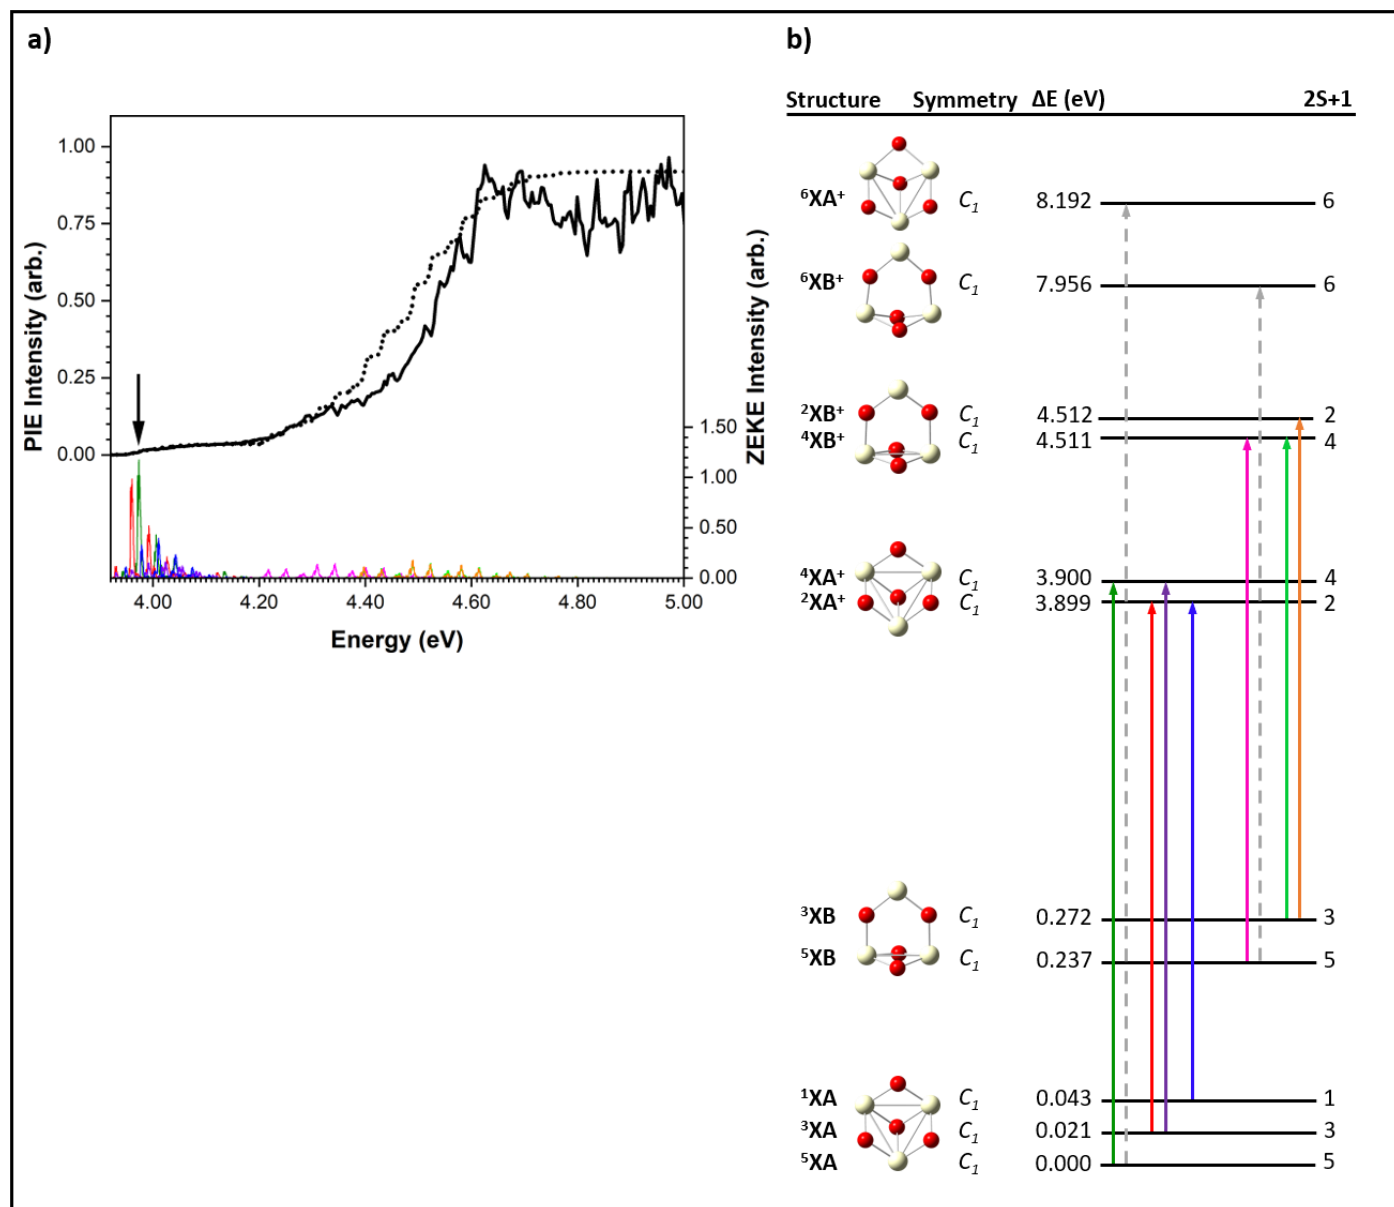 a)
PIE Intensity (arb.)
1.00
0.75
0.50
0.25
0.00
ZEKE Intensity (arb.)
1.50
1.00
0.50
0.00
4.00 4.20 4.40 4.60 4.80 5.00
Energy (eV)
b)
Structure Symmetry ΔE (eV) 2S+1
⁶XA⁺ C₁ 8.192 6
⁶XB⁺ C₁ 7.956 6
²XB⁺ C₁ 4.512 2
⁴XB⁺ C₁ 4.511 4
⁴XA⁺ C₁ 3.900 4
²XA⁺ C₁ 3.899 2
³XB C₁ 0.272 3
⁵XB C₁ 0.237 5
¹XA C₁ 0.043 1
³XA C₁ 0.021 3
⁵XA C₁ 0.000 5